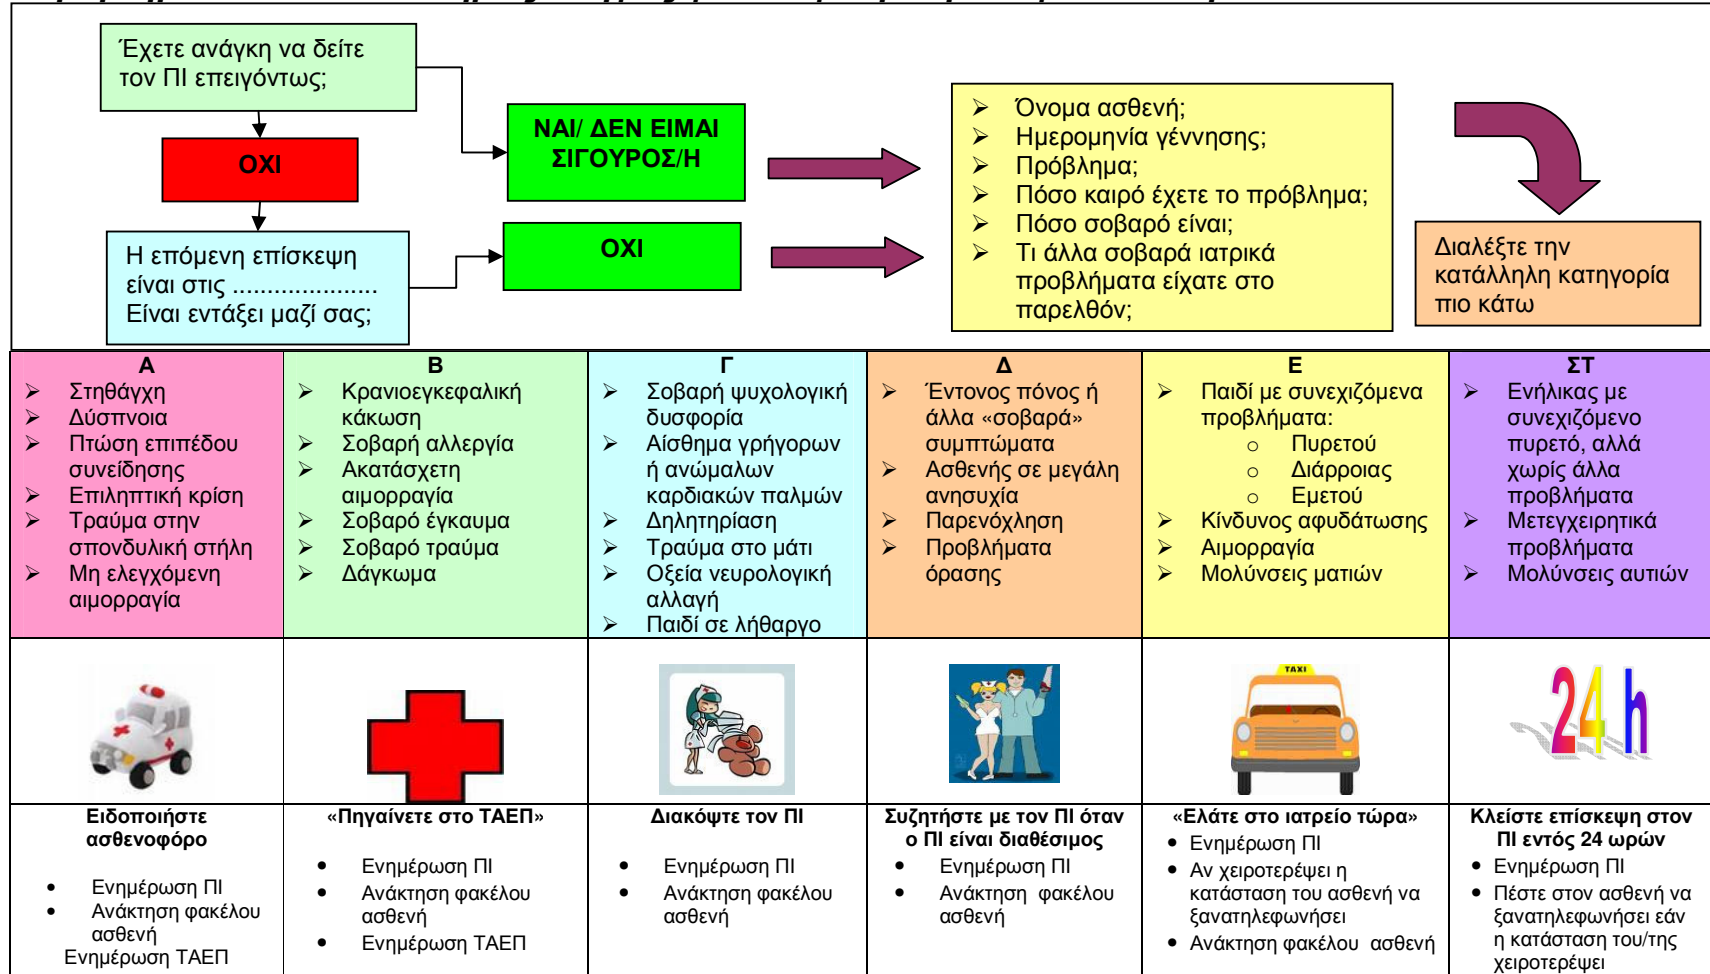 Έχετε ανάγκη να δείτε
τον ΠΙ επειγόντως;
ΟΧΙ
Η επόμενη επίσκεψη
είναι στις .....................
Είναι εντάξει μαζί σας;
ΝΑΙ/ ΔΕΝ ΕΙΜΑΙ
ΣΙΓΟΥΡΟΣ/Η
ΟΧΙ
➢ Όνομα ασθενή;
➢ Ημερομηνία γέννησης;
➢ Πρόβλημα;
➢ Πόσο καιρό έχετε το πρόβλημα;
➢ Πόσο σοβαρό είναι;
➢ Τι άλλα σοβαρά ιατρικά
προβλήματα είχατε στο
παρελθόν;
Διαλέξτε την
κατάλληλη κατηγορία
πιο κάτω
Α
➢ Στηθάγχη
➢ Δύσπνοια
➢ Πτώση επιπέδου
συνείδησης
➢ Επιληπτική κρίση
➢ Τραύμα στην
σπονδυλική στήλη
➢ Μη ελεγχόμενη
αιμορραγία
Β
➢ Κρανιοεγκεφαλική
κάκωση
➢ Σοβαρή αλλεργία
➢ Ακατάσχετη
αιμορραγία
➢ Σοβαρό έγκαυμα
➢ Σοβαρό τραύμα
➢ Δάγκωμα
Γ
➢ Σοβαρή ψυχολογική
δυσφορία
➢ Αίσθημα γρήγορων
ή ανώμαλων
καρδιακών παλμών
➢ Δηλητηρίαση
➢ Τραύμα στο μάτι
➢ Οξεία νευρολογική
αλλαγή
➢ Παιδί σε λήθαργο
Δ
➢ Έντονος πόνος ή
άλλα «σοβαρά»
συμπτώματα
➢ Ασθενής σε μεγάλη
ανησυχία
➢ Παρενόχληση
➢ Προβλήματα
όρασης
Ε
➢ Παιδί με συνεχιζόμενα
προβλήματα:
o Πυρετού
o Διάρροιας
o Εμετού
➢ Κίνδυνος αφυδάτωσης
➢ Αιμορραγία
➢ Μολύνσεις ματιών
ΣΤ
➢ Ενήλικας με
συνεχιζόμενο
πυρετό, αλλά
χωρίς άλλα
προβλήματα
➢ Μετεγχειρητικά
προβλήματα
➢ Μολύνσεις αυτιών
TAXI
24 h
Ειδοποιήστε
ασθενοφόρο
• Ενημέρωση ΠΙ
• Ανάκτηση φακέλου
ασθενή
Ενημέρωση ΤΑΕΠ
«Πηγαίνετε στο ΤΑΕΠ»
• Ενημέρωση ΠΙ
• Ανάκτηση φακέλου
ασθενή
• Ενημέρωση ΤΑΕΠ
Διακόψτε τον ΠΙ
• Ενημέρωση ΠΙ
• Ανάκτηση φακέλου
ασθενή
Συζητήστε με τον ΠΙ όταν
ο ΠΙ είναι διαθέσιμος
• Ενημέρωση ΠΙ
• Ανάκτηση φακέλου
ασθενή
«Ελάτε στο ιατρείο τώρα»
• Ενημέρωση ΠΙ
• Αν χειροτερέψει η
κατάσταση του ασθενή να
ξανατηλεφωνήσει
• Ανάκτηση φακέλου ασθενή
Κλείστε επίσκεψη στον
ΠΙ εντός 24 ωρών
• Ενημέρωση ΠΙ
• Πέστε στον ασθενή να
ξανατηλεφωνήσει εάν
η κατάσταση του/της
χειροτερέψει